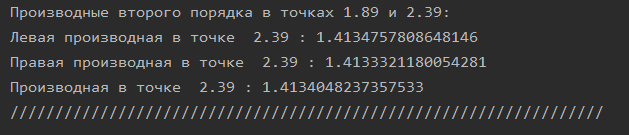 Производные второго порядка в точках 1.89 и 2.39:
Левая производная в точке  2.39 : 1.4134757808648146
Правая производная в точке  2.39 : 1.4133321180054281
Производная в точке  2.39 : 1.4134048237357533
//////////////////////////////////////////////////////////////////